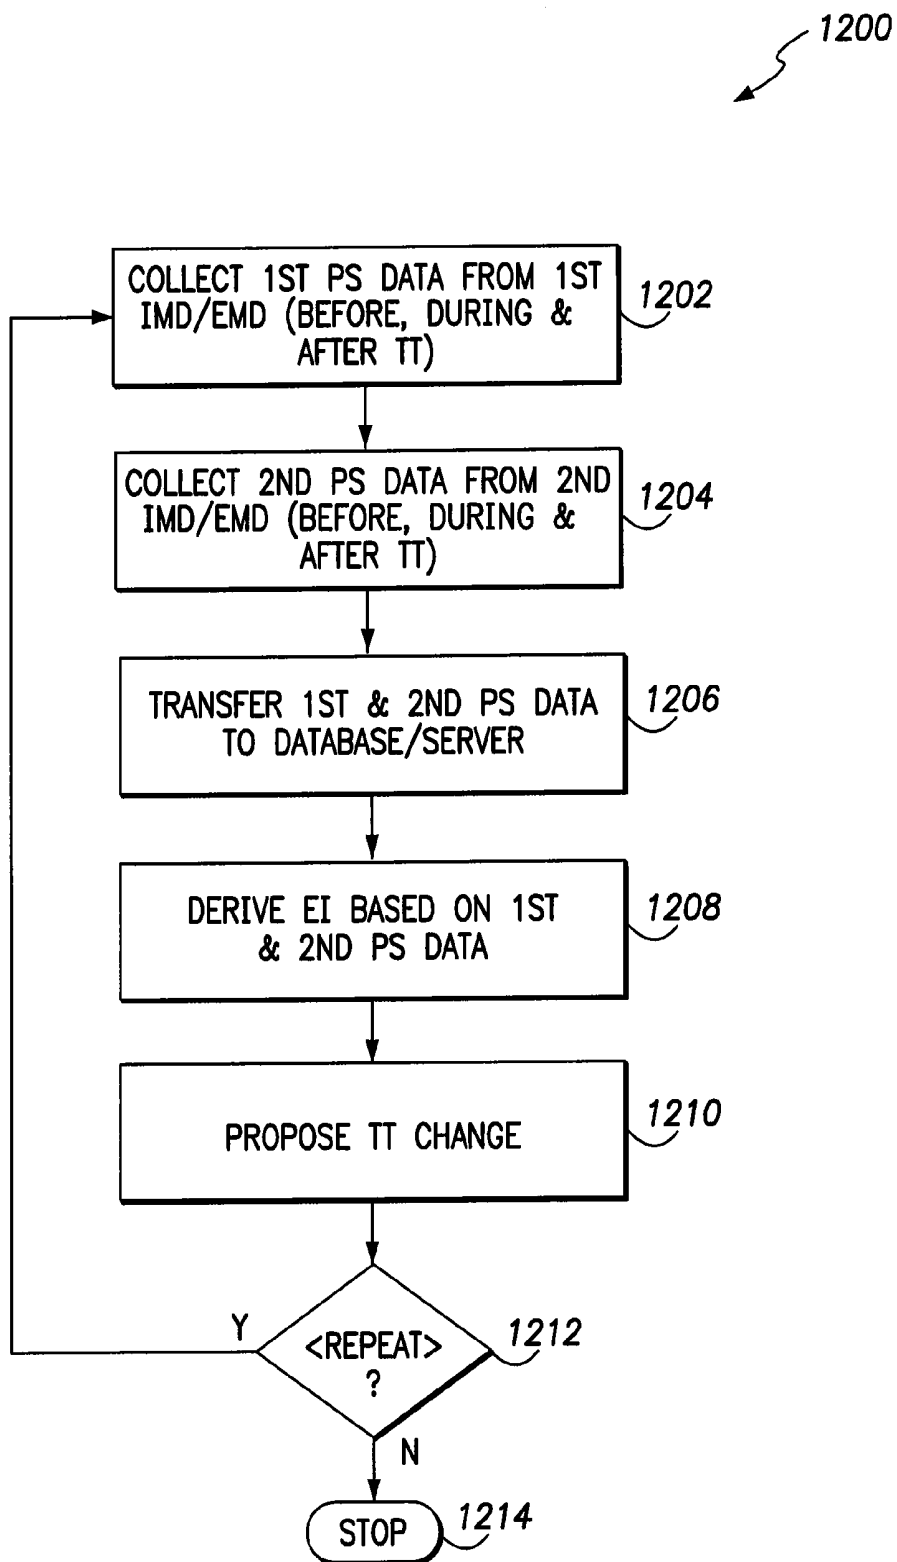 1200
COLLECT 1ST PS DATA FROM 1ST
IMD/EMD (BEFORE, DURING &
AFTER TT)
1202
COLLECT 2ND PS DATA FROM 2ND
IMD/EMD (BEFORE, DURING &
AFTER TT)
1204
TRANSFER 1ST & 2ND PS DATA
TO DATABASE/SERVER
1206
DERIVE EI BASED ON 1ST
& 2ND PS DATA
1208
PROPOSE TT CHANGE
1210
Y
<REPEAT>
?
1212
N
STOP
1214